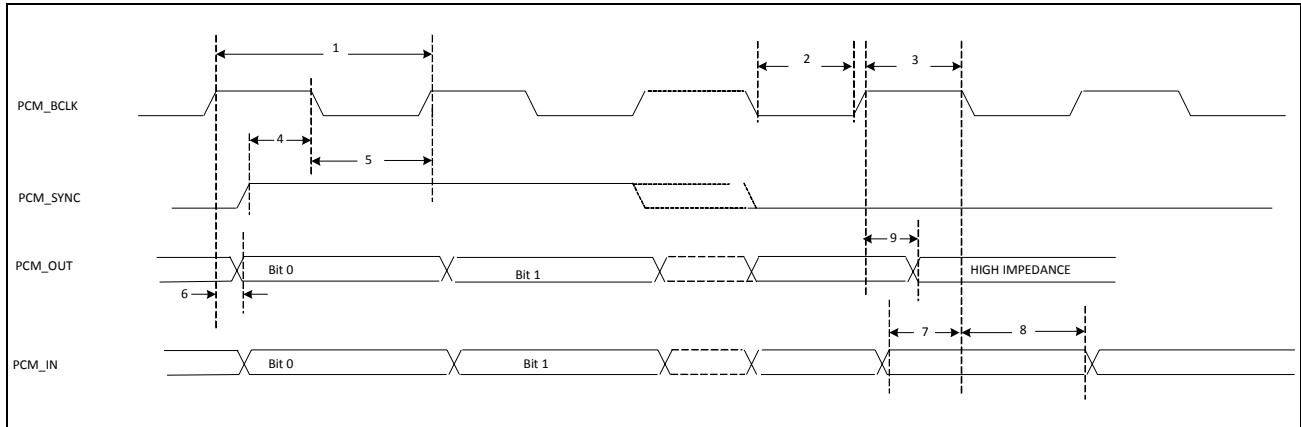 1
2
3
PCM_BCLK
4
5
PCM_SYNC
9
PCM_OUT
Bit 0
Bit 1
HIGH IMPEDANCE
6
7
8
PCM_IN
Bit 0
Bit 1